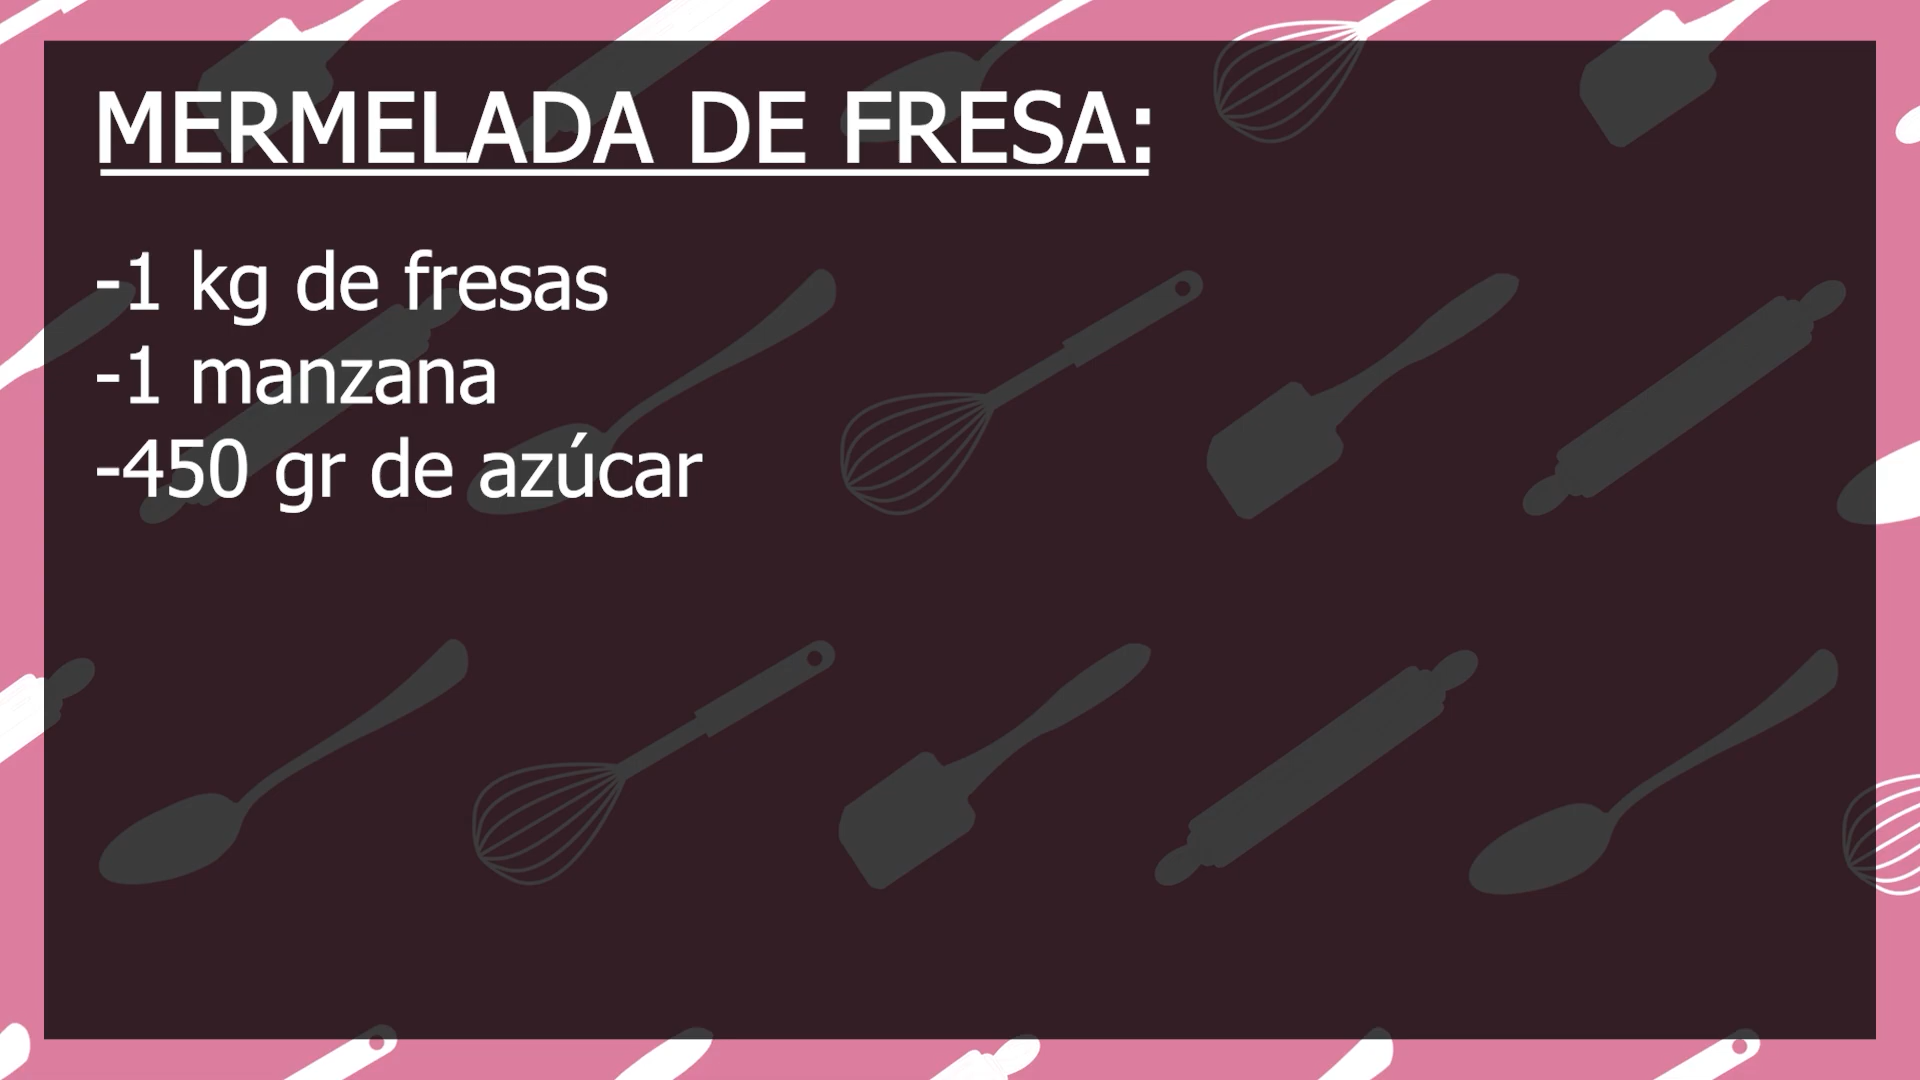 MERMELADA DE FRESA:
-1 kg de fresas
-1 manzana
-450 gr de azúcar